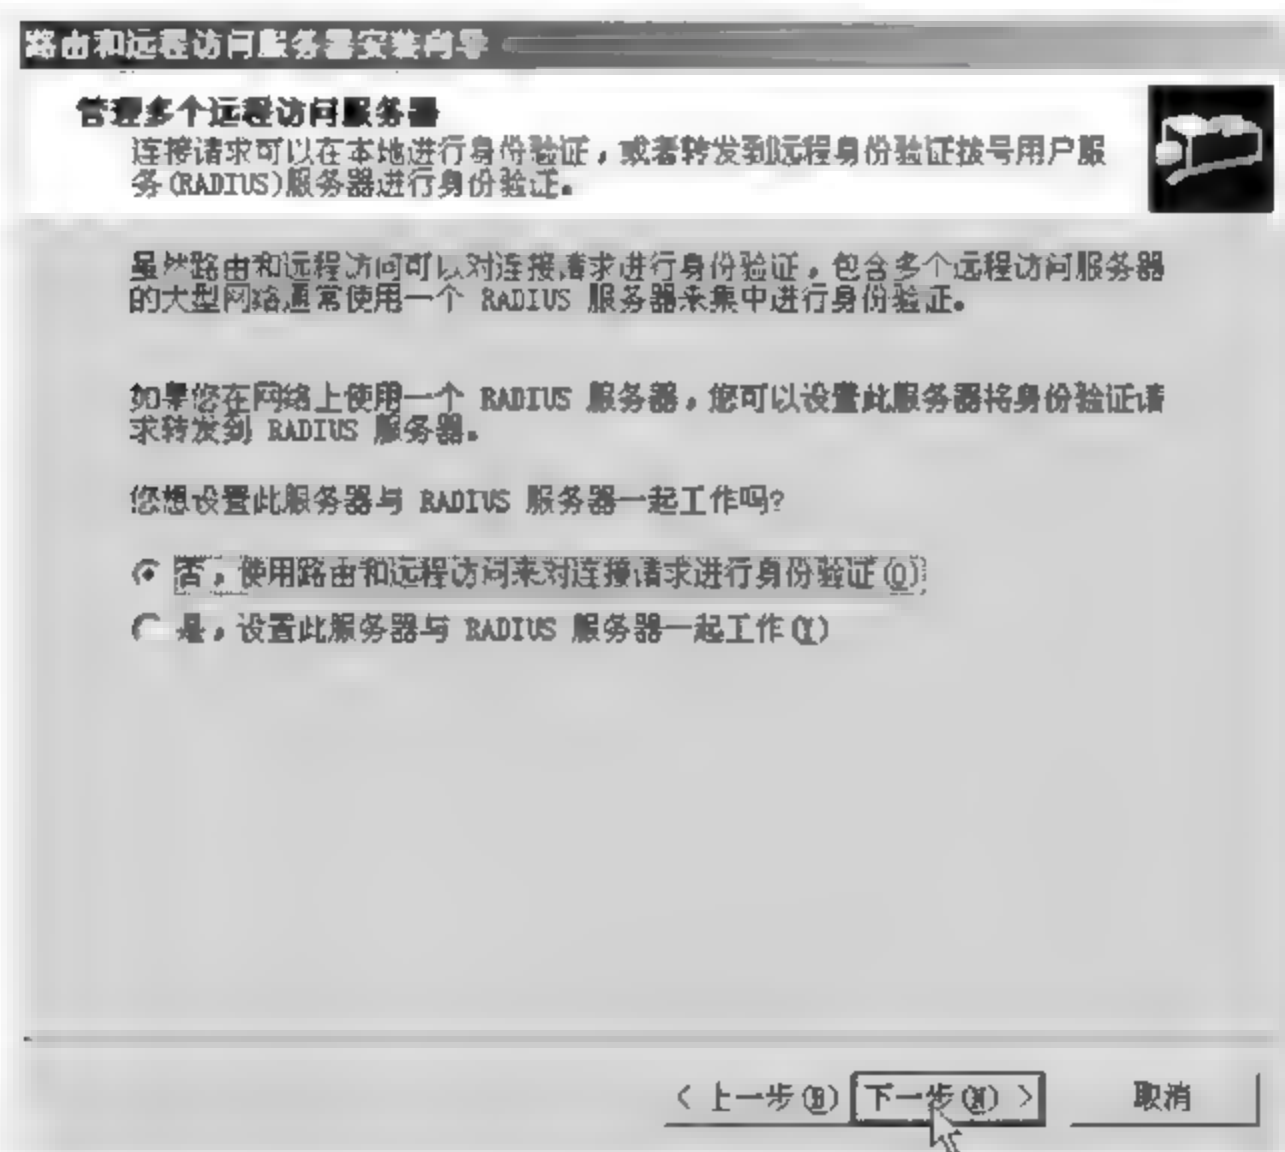 路由和远程访问服务器安装向导
管理多个远程访问服务器
连接请求可以在本地进行身份验证，或者转发到远程身份验证拨号用户服
务(RADIUS)服务器进行身份验证。
虽然路由和远程访问可以对连接请求进行身份验证，包含多个远程访问服务器
的大型网络通常使用一个 RADIUS 服务器来集中进行身份验证。
如果您在网络上使用一个 RADIUS 服务器，您可以设置此服务器将身份验证请
求转发到 RADIUS 服务器。
您想设置此服务器与 RADIUS 服务器一起工作吗?
否，使用路由和远程访问来对连接请求进行身份验证(O)
是，设置此服务器与 RADIUS 服务器一起工作(Y)
< 上一步(B) 下一步(N) > 取消